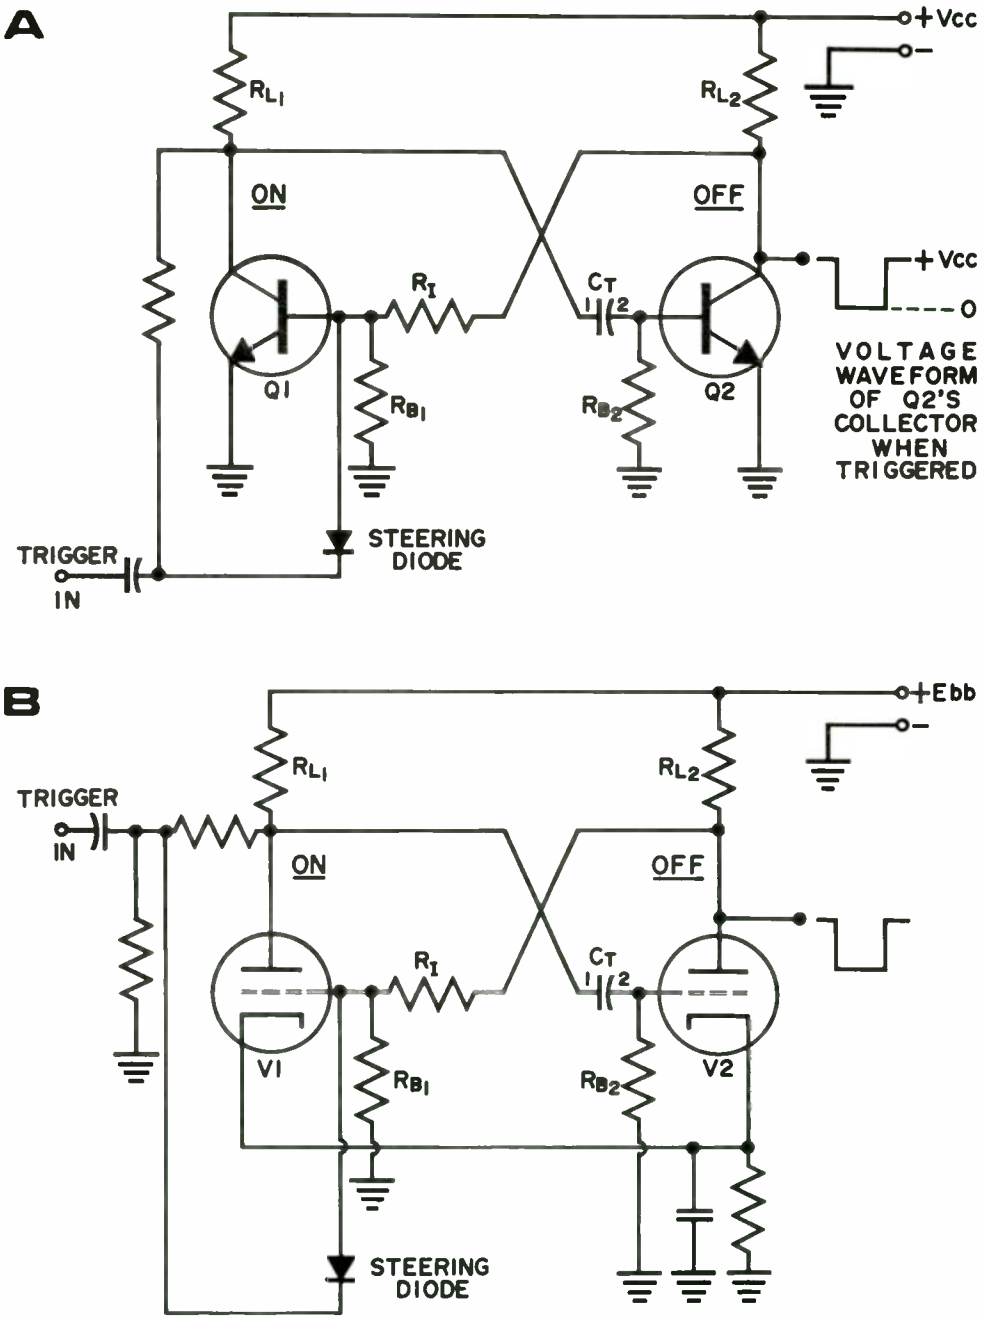 A
+Vcc
−
RL1
RL2
ON
OFF
RI
CT
1 2
+Vcc
0
Q1
RB1
RB2
Q2
VOLTAGE
WAVEFORM
OF Q2'S
COLLECTOR
WHEN
TRIGGERED
STEERING
DIODE
TRIGGER
IN
B
+Ebb
−
RL1
RL2
TRIGGER
IN
ON
OFF
RI
CT
1 2
V1
RB1
RB2
V2
STEERING
DIODE